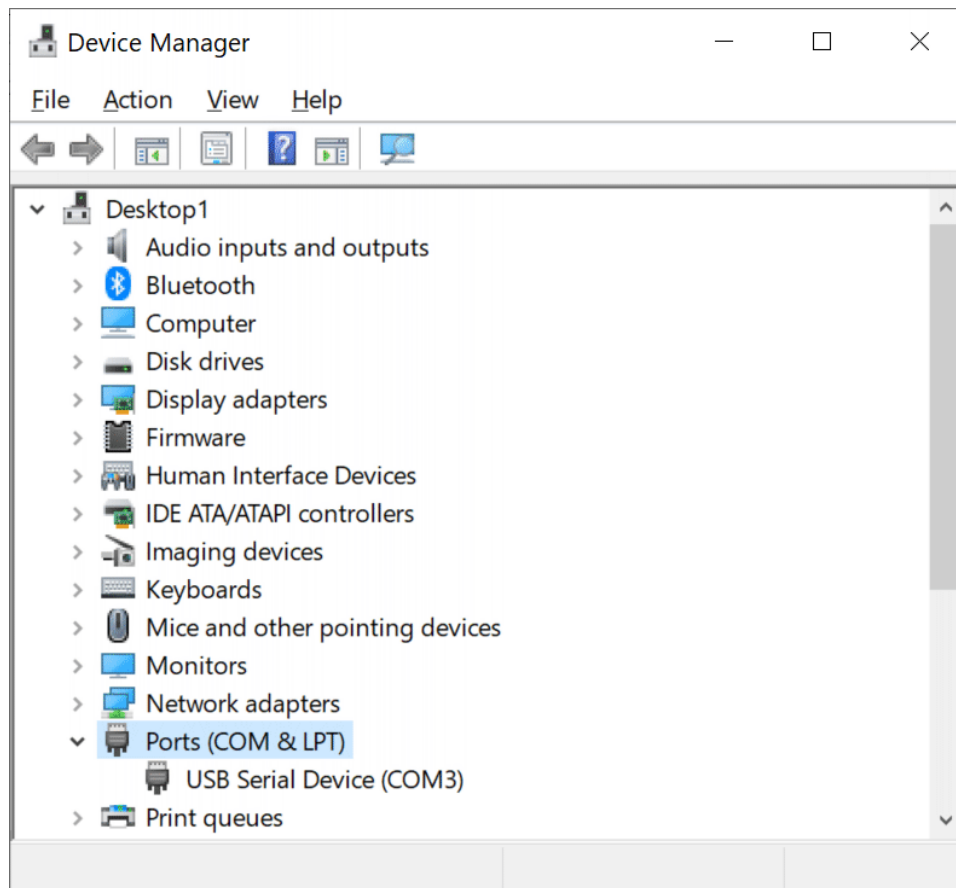 Device Manager
File Action View Help
Desktop1
Audio inputs and outputs
Bluetooth
Computer
Disk drives
Display adapters
Firmware
Human Interface Devices
IDE ATA/ATAPI controllers
Imaging devices
Keyboards
Mice and other pointing devices
Monitors
Network adapters
Ports (COM & LPT)
USB Serial Device (COM3)
Print queues